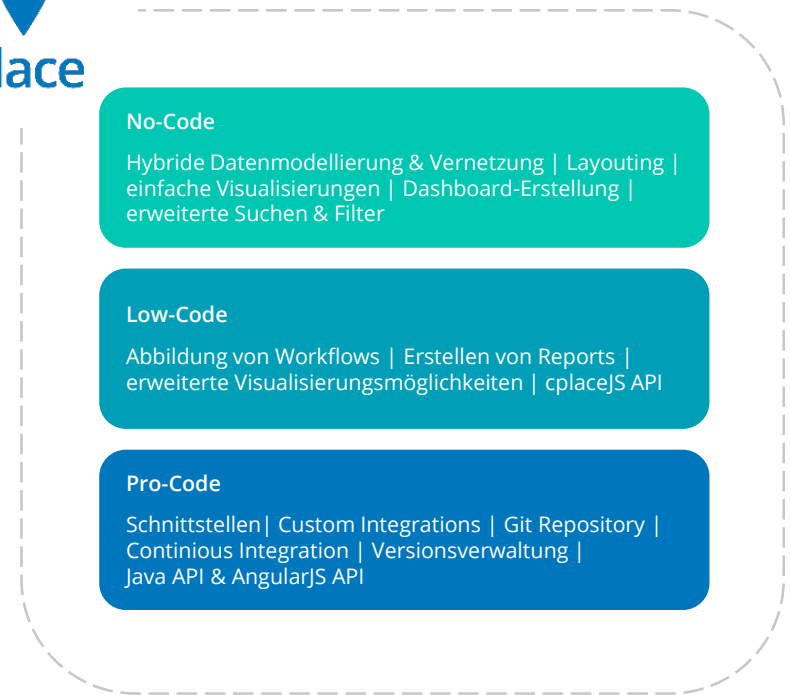 lace
No-Code
Hybride Datenmodellierung & Vernetzung | Layouting |
einfache Visualisierungen | Dashboard-Erstellung |
erweiterte Suchen & Filter
Low-Code
Abbildung von Workflows | Erstellen von Reports |
erweiterte Visualisierungsmöglichkeiten | cplaceJS API
Pro-Code
Schnittstellen| Custom Integrations | Git Repository |
Continious Integration | Versionsverwaltung |
Java API & AngularJS API